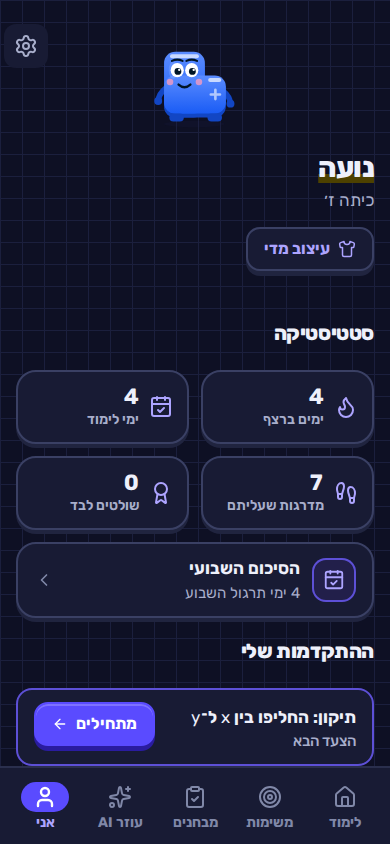 נועה
כיתה ז׳
עיצוב מדי
סטטיסטיקה
4
ימים ברצף
4
ימי לימוד
7
מדרגות שעליתם
0
שולטים לבד
הסיכום השבועי
4 ימי תרגול השבוע
ההתקדמות שלי
תיקון: החליפו בין x ל־y
הצעד הבא
מתחילים
לימוד
משימות
מבחנים
עוזר AI
אני